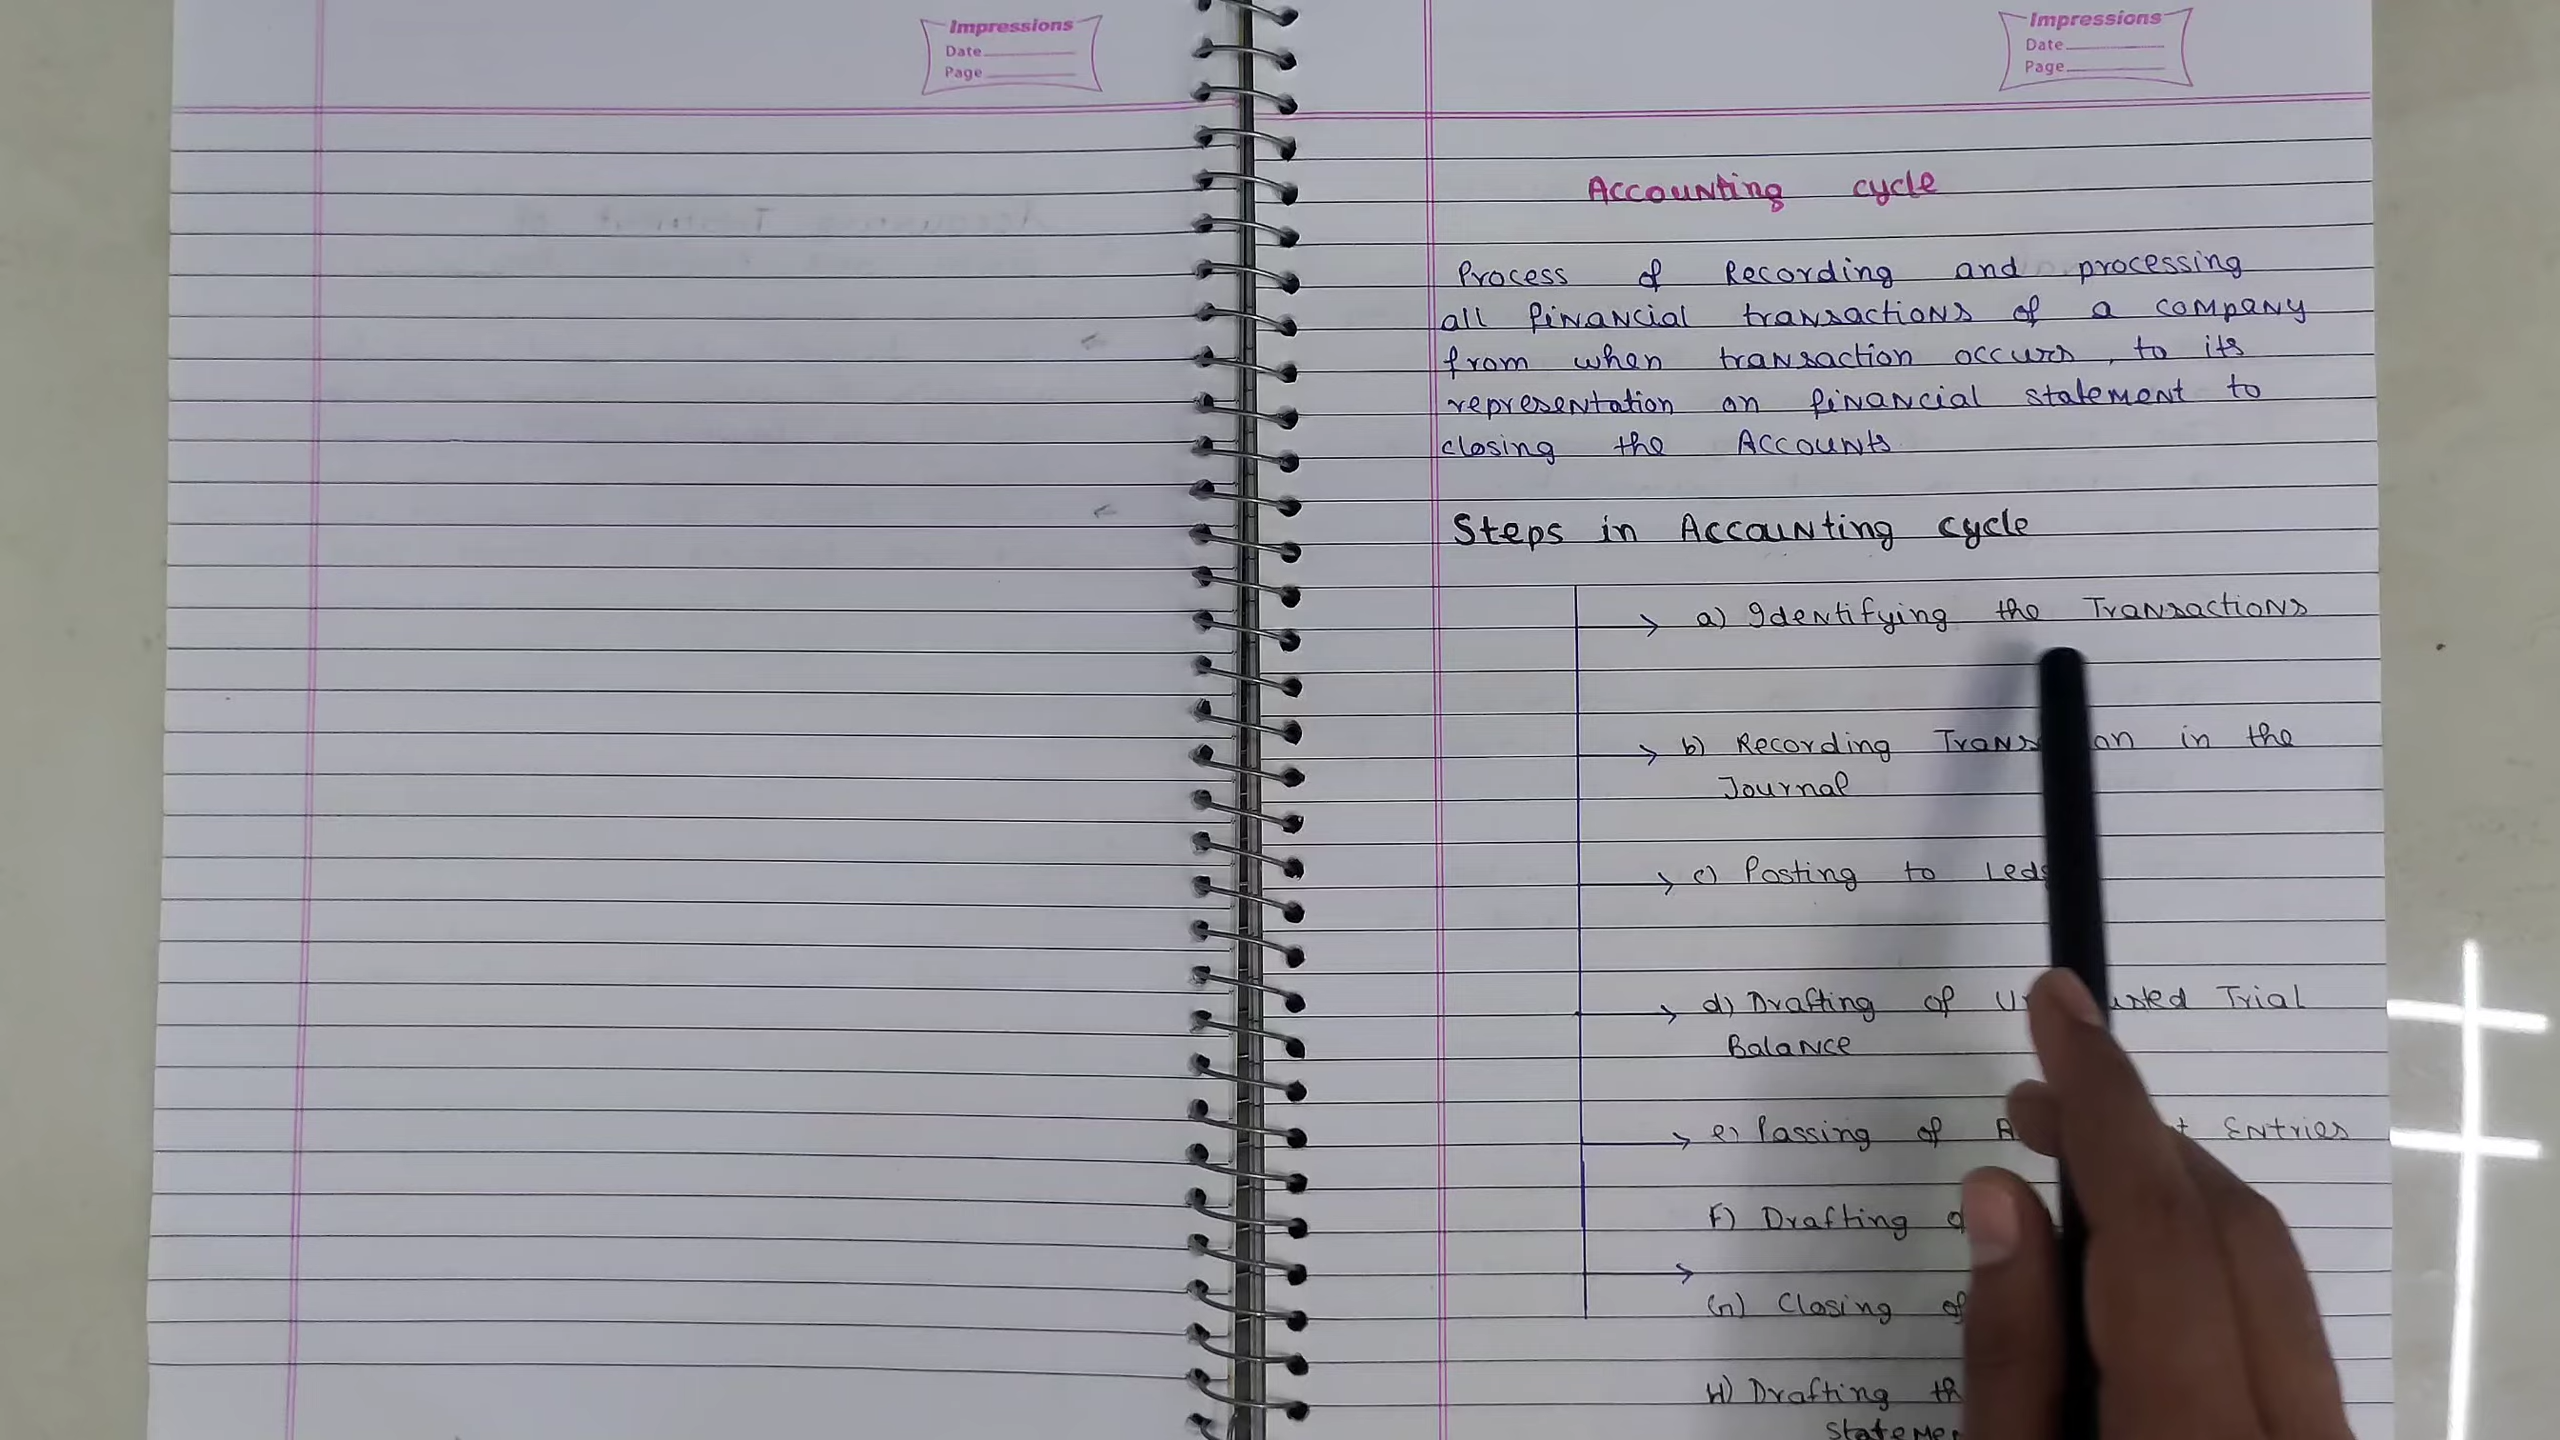 Impressions
Date
Page
Impressions
Date
Page
Accounting cycle
Process of Recording and processing
all financial transactions of a company
from when transaction occurs, to its
representation on financial statement to
closing the Accounts
Steps in Accounting cycle
a) Identifying the Transactions
b) Recording in the
Journal
c) Posting to
d) Drafting of Trial
Balance
e) Passing of Entries
F) Drafting
G) Closing of
H) Drafting